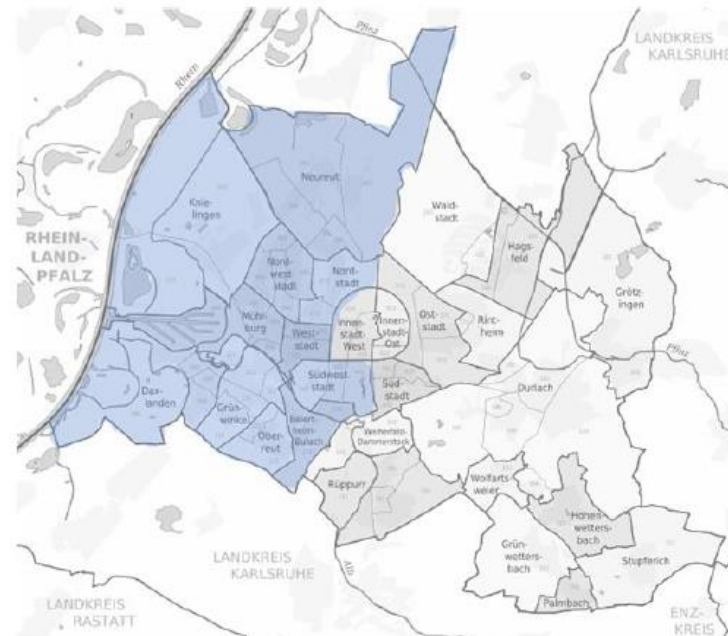 Pfinz
LANDKREIS
KARLSRUHE
Rhein
Neureut
Knie-
lingen
Wald-
stadt
RHEIN-
LAND-
PFALZ
Hags-
feld
Nord-
west
stadt
Nord-
stadt
Grötz-
ingen
Mühl-
burg
West-
stadt
Innen-
stadt-
West
Innen-
stadt-
Ost
Ost-
stadt
Rint-
heim
Pfinz
Dax-
landen
Südwest
stadt
Süd-
stadt
Durlach
Grün-
winkel
Beiert-
heim-
Bulach
Ober-
reut
Weiherfeld-
Dammerstock
Rüppurr
Wolfarts-
weier
Hohen-
wetters-
bach
Grün-
wetters-
bach
Stupferich
LANDKREIS
KARLSRUHE
Alb
Palmbach
LANDKREIS
RASTATT
ENZ-
KREIS